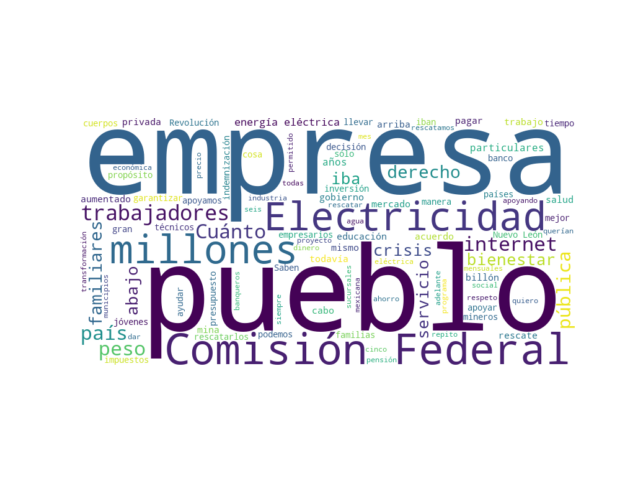 cuerpos privada Revolución energía eléctrica llevar arriba iban rescatamos pagar trabajo tiempo
empresa
económica propósito precio indemnización cosa permitido decisión sólo años mes particulares derecho banco
aumentado garantizar apoyamos iba inversión gobierno industria todas rescatar mercado manera países apoyando salud
trabajadores gran técnicos Cuánto seis agua Electricidad Nuevo León mejor querían
transformación familiares municipios millones empresarios proyecto educación mismo acuerdo crisis internet
abajo Saben todavía dinero eléctrica servicio bienestar pública
pueblo
jóvenes ayudar presupuesto banqueros siempre cabo sucursales mexicana ahorro adelante programa mensuales billón social respeto quiero
país dar mina rescatarlos podemos familias repito apoyar mineros rescate
peso impuestos Comisión Federal cinco pensión